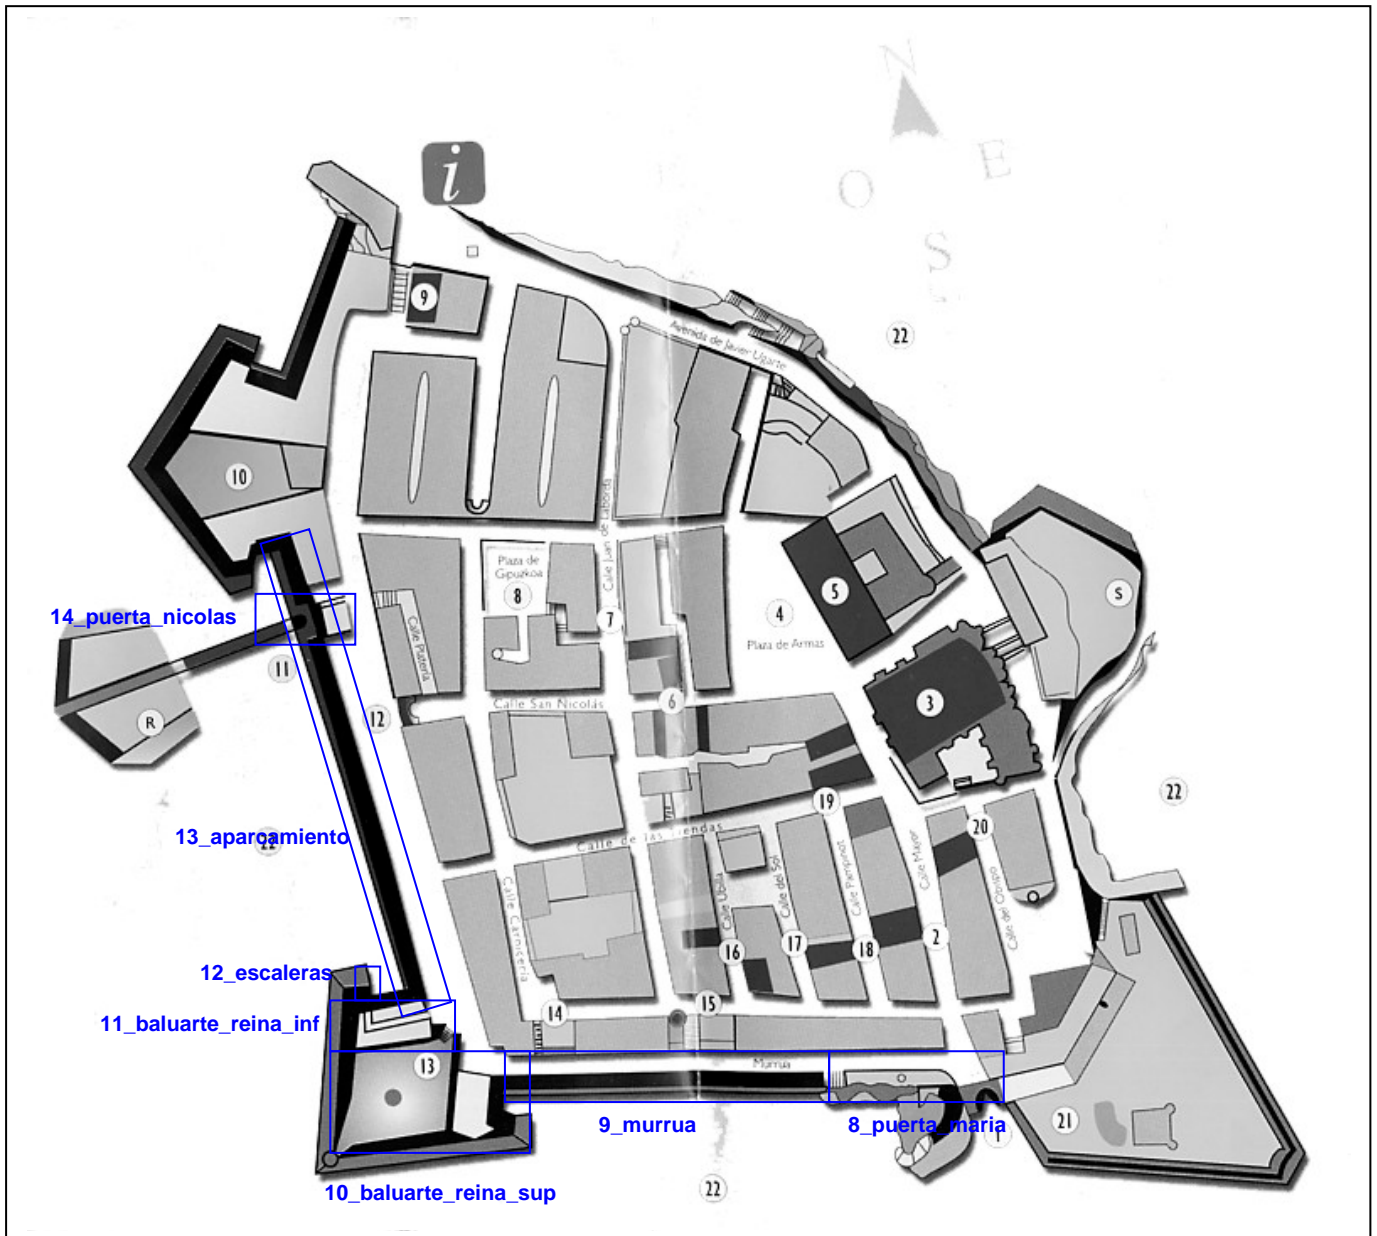 N
i
E
O
S
9
22
Avenida de Javier Ugarte
10
Calle Juan de Laborda
Plaza de
Gipuzkoa
8
5
S
14_puerta_nicolas
7
4
Plaza de Armas
Calle Platería
11
R
12
Calle San Nicolás
6
3
22
19
13_aparcamiento
22
Calle de las Tiendas
20
Calle Mayor
Calle Pampinot
Calle del Sol
Calle Ubilla
Calle Carnicería
Calle del Obispo
16
17
18
2
12_escaleras
11_baluarte_reina_inf
14
15
13
Murrua
9_murrua
8_puerta_maria
1
21
10_baluarte_reina_sup
22